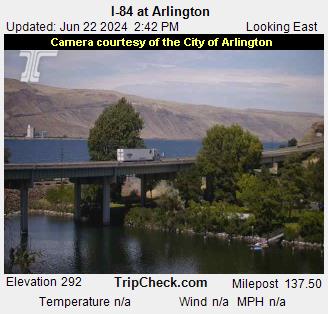 I-84 at Arlington
Updated: Jun 22 2024 2:42 PM Looking East
Camera courtesy of the City of Arlington
Elevation 292 TripCheck.com Milepost 137.50
Temperature n/a Wind n/a MPH n/a